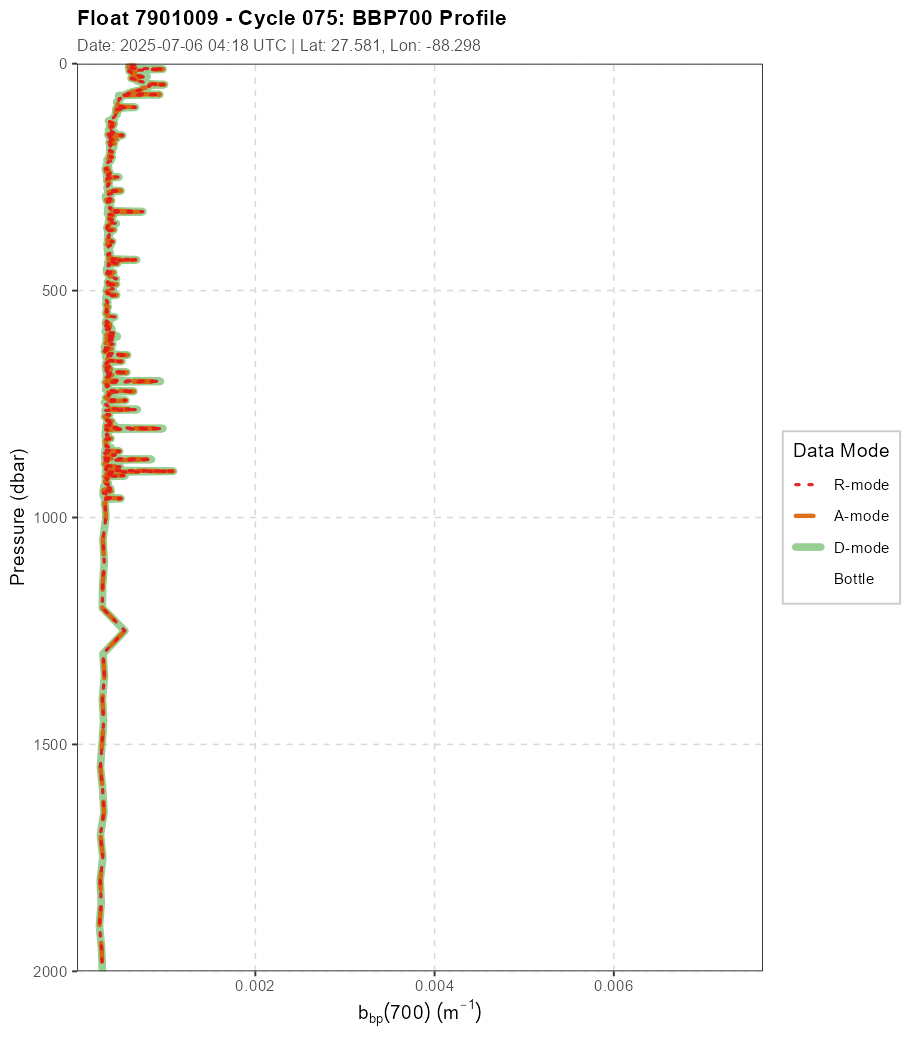 Float 7901009 - Cycle 075: BBP700 Profile
Date: 2025-07-06 04:18 UTC | Lat: 27.581, Lon: -88.298
0
500
1000
1500
2000
Pressure (dbar)
0.002 0.004 0.006
b_bp(700) (m⁻¹)
Data Mode
R-mode
A-mode
D-mode
Bottle